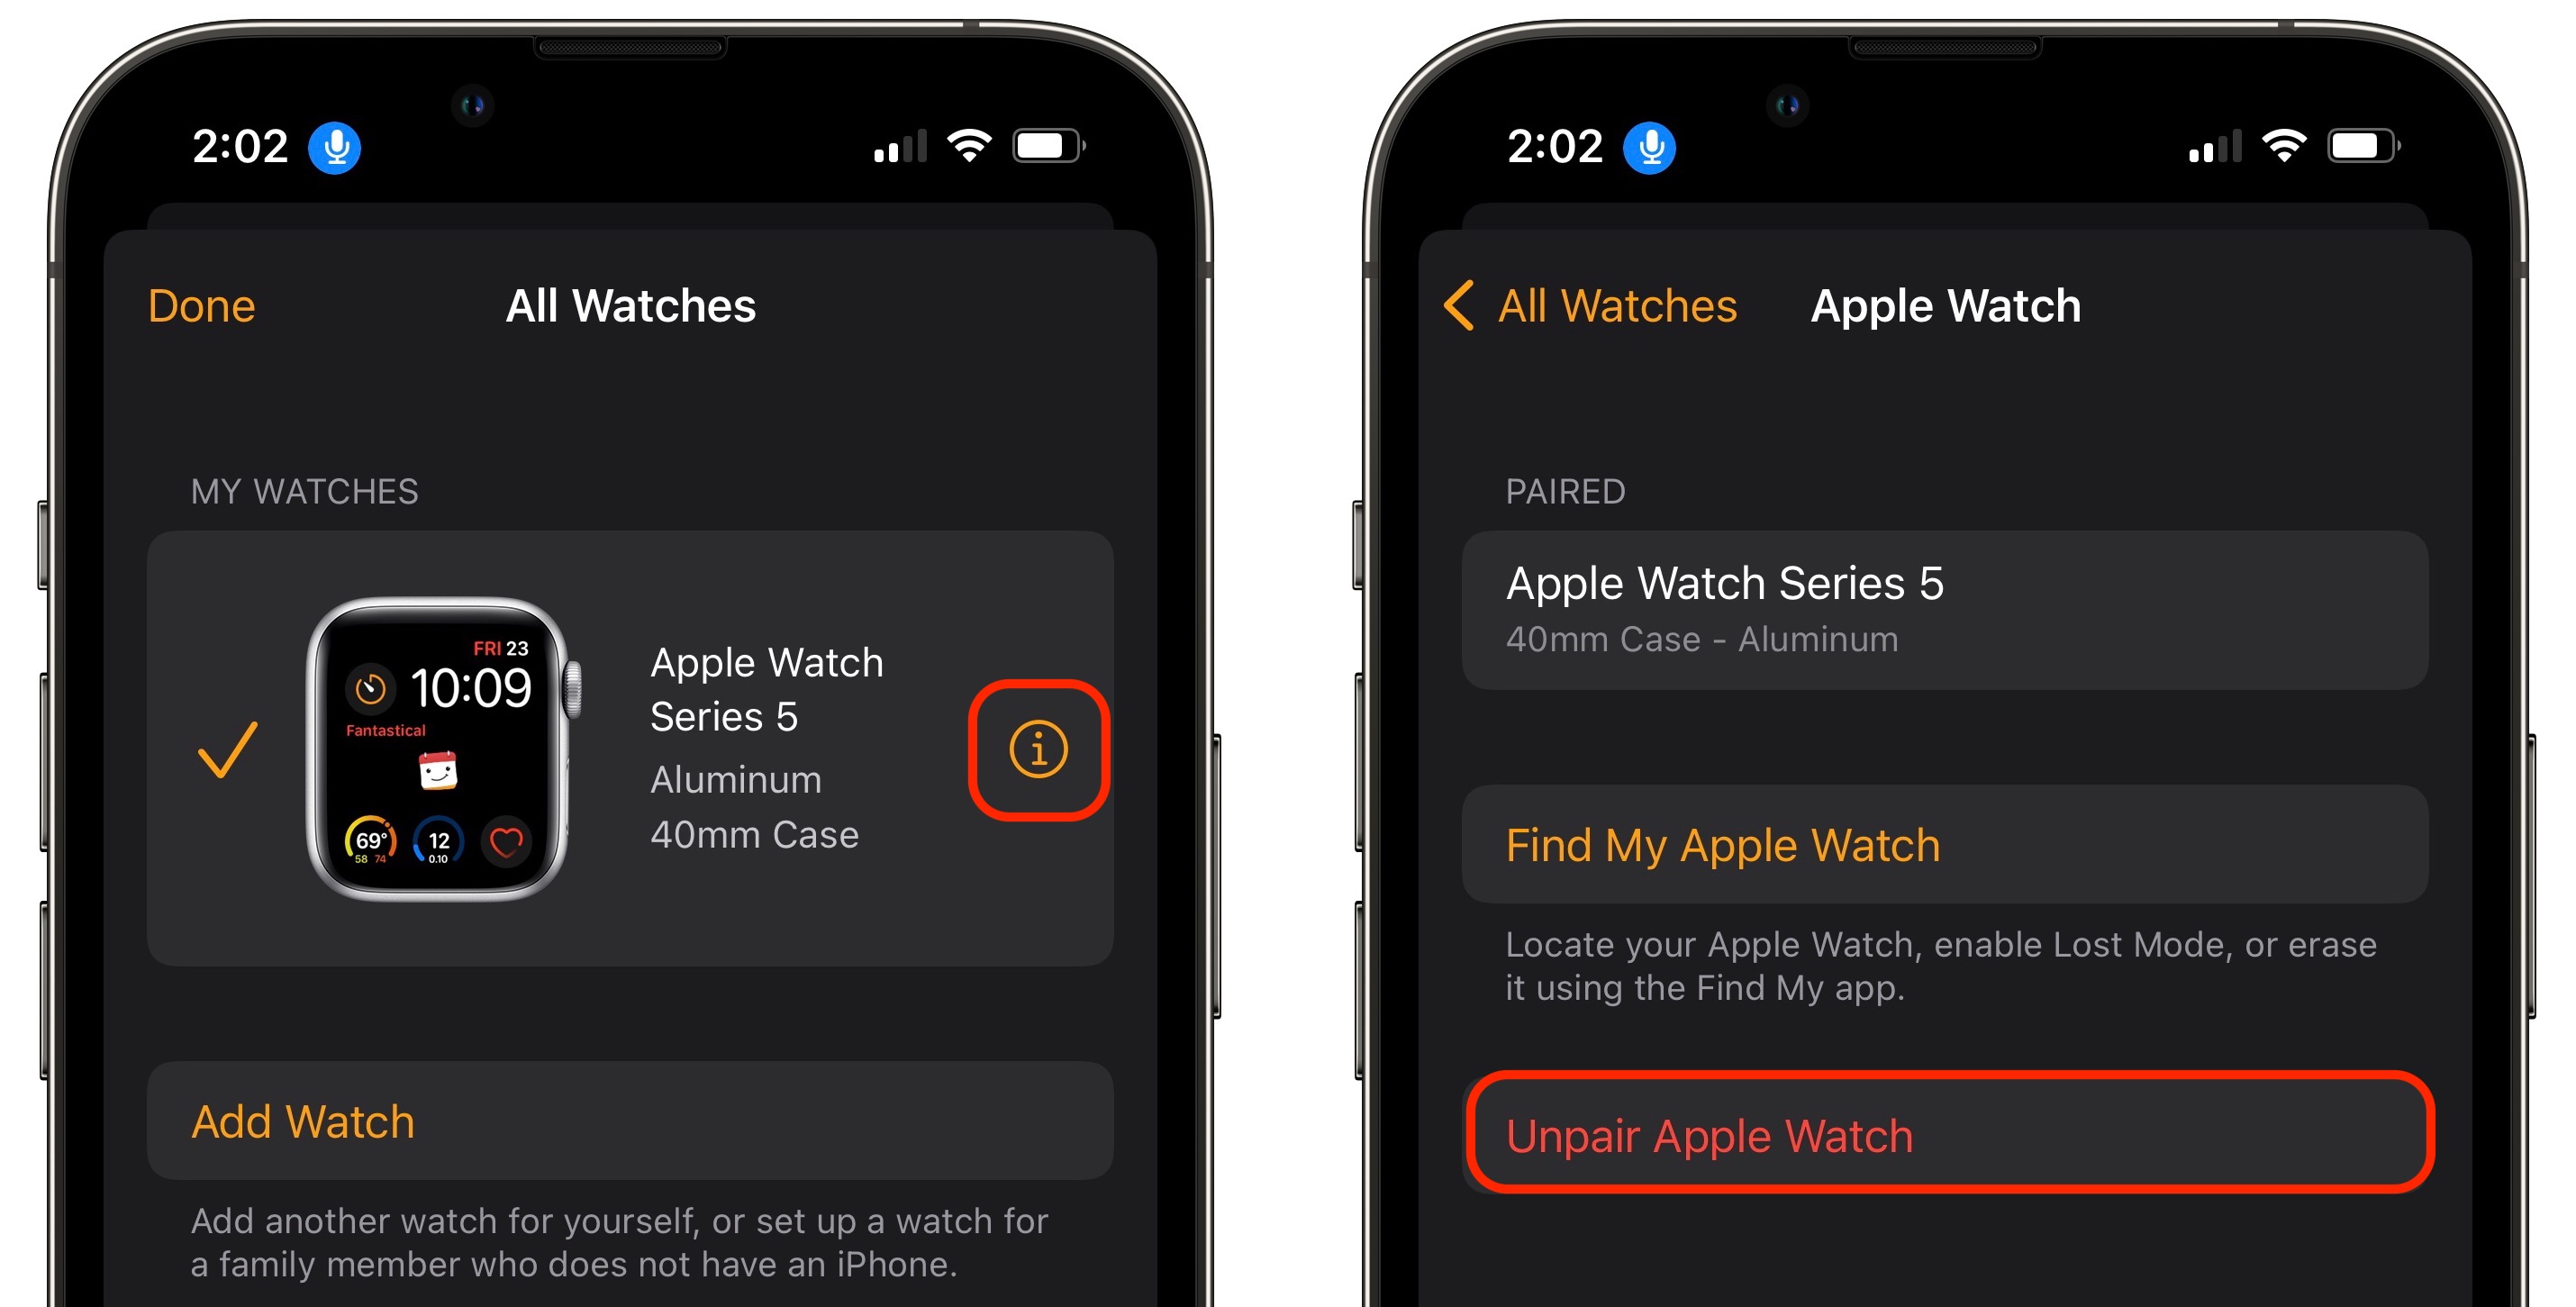 2:02
Done
All Watches
MY WATCHES
FRI 23
10:09
Fantastical
69°
58 74
12
0.10
Apple Watch
Series 5
Aluminum
40mm Case
Add Watch
Add another watch for yourself, or set up a watch for
a family member who does not have an iPhone.
2:02
All Watches
Apple Watch
PAIRED
Apple Watch Series 5
40mm Case - Aluminum
Find My Apple Watch
Locate your Apple Watch, enable Lost Mode, or erase
it using the Find My app.
Unpair Apple Watch